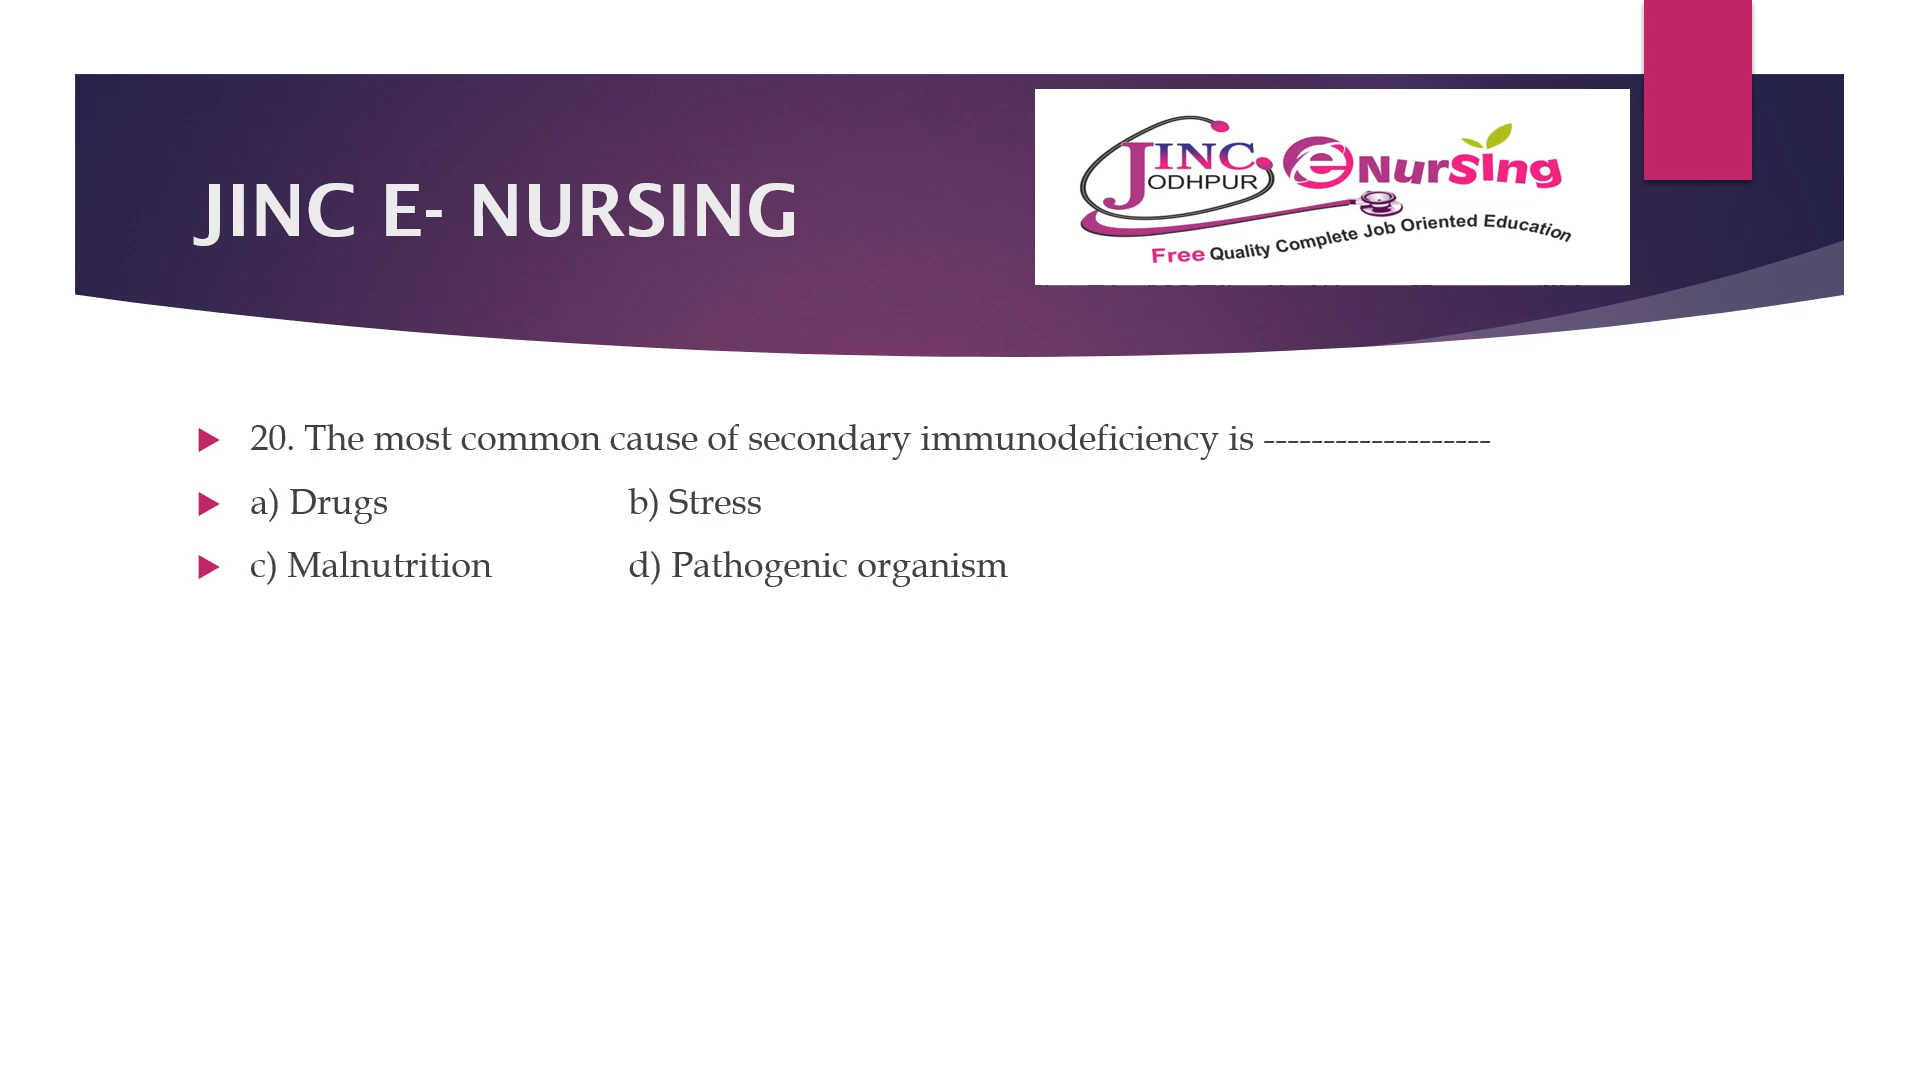 JINC E- NURSING
JINC. eNursing
JODHPUR
Free Quality Complete Job Oriented Education
20. The most common cause of secondary immunodeficiency is -------------------
a) Drugs b) Stress
c) Malnutrition d) Pathogenic organism